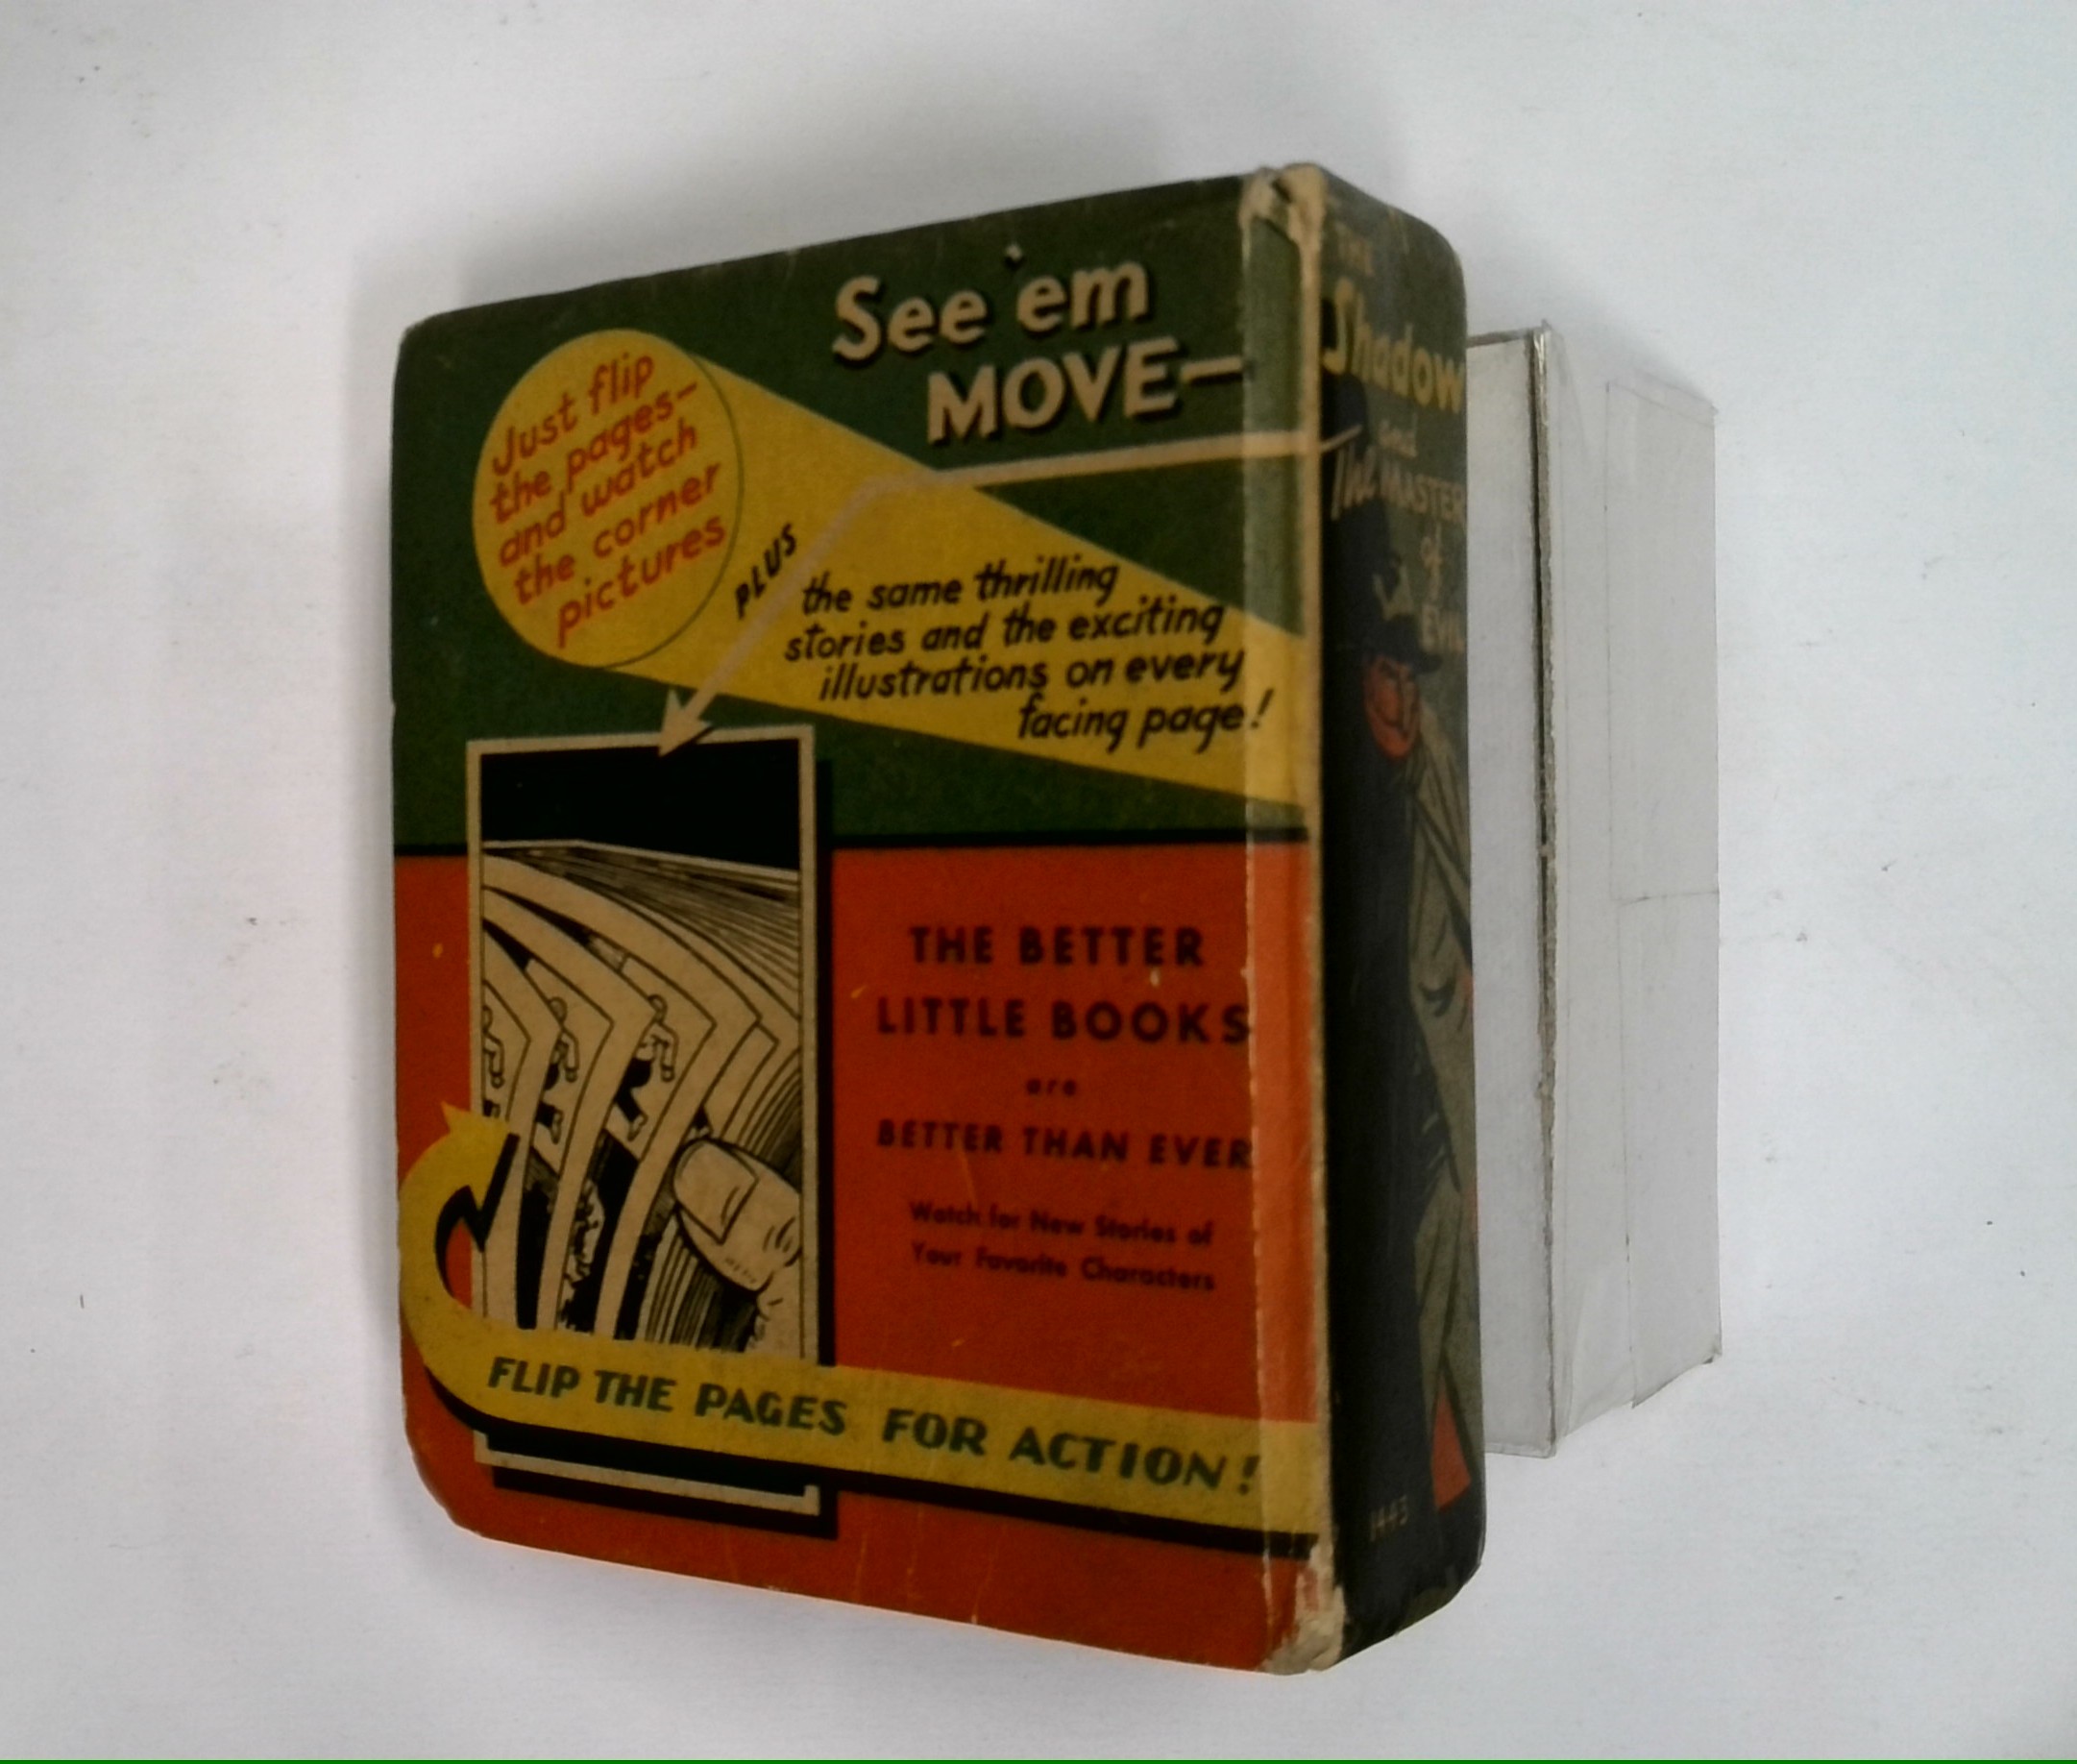 See 'em
MOVE—
Just flip
the pages—
and watch
the corner
pictures
PLUS
the same thrilling
stories and the exciting
illustrations on every
facing page!
THE BETTER
LITTLE BOOKS
are
BETTER THAN EVER
Watch for New Stories of
Your Favorite Characters
FLIP THE PAGES FOR ACTION!
THE
Shadow
and
The MASTER
of
EVIL
1443